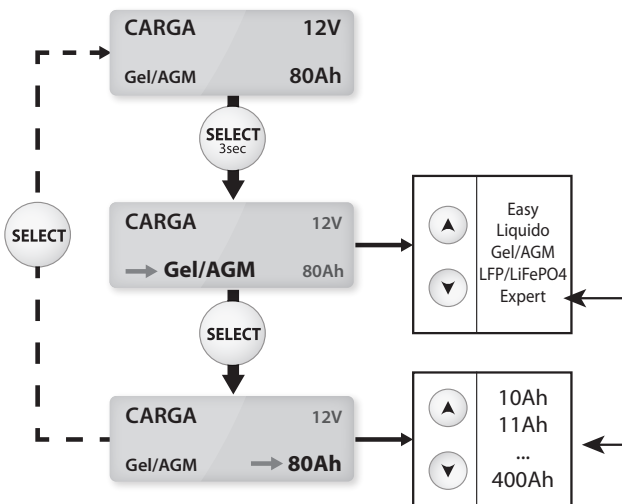 CARGA 12V
Gel/AGM 80Ah
SELECT
3sec
CARGA 12V
Gel/AGM 80Ah
SELECT
Easy
Liquido
Gel/AGM
LFP/LiFePO4
Expert
SELECT
CARGA 12V
Gel/AGM 80Ah
10Ah
11Ah
...
400Ah